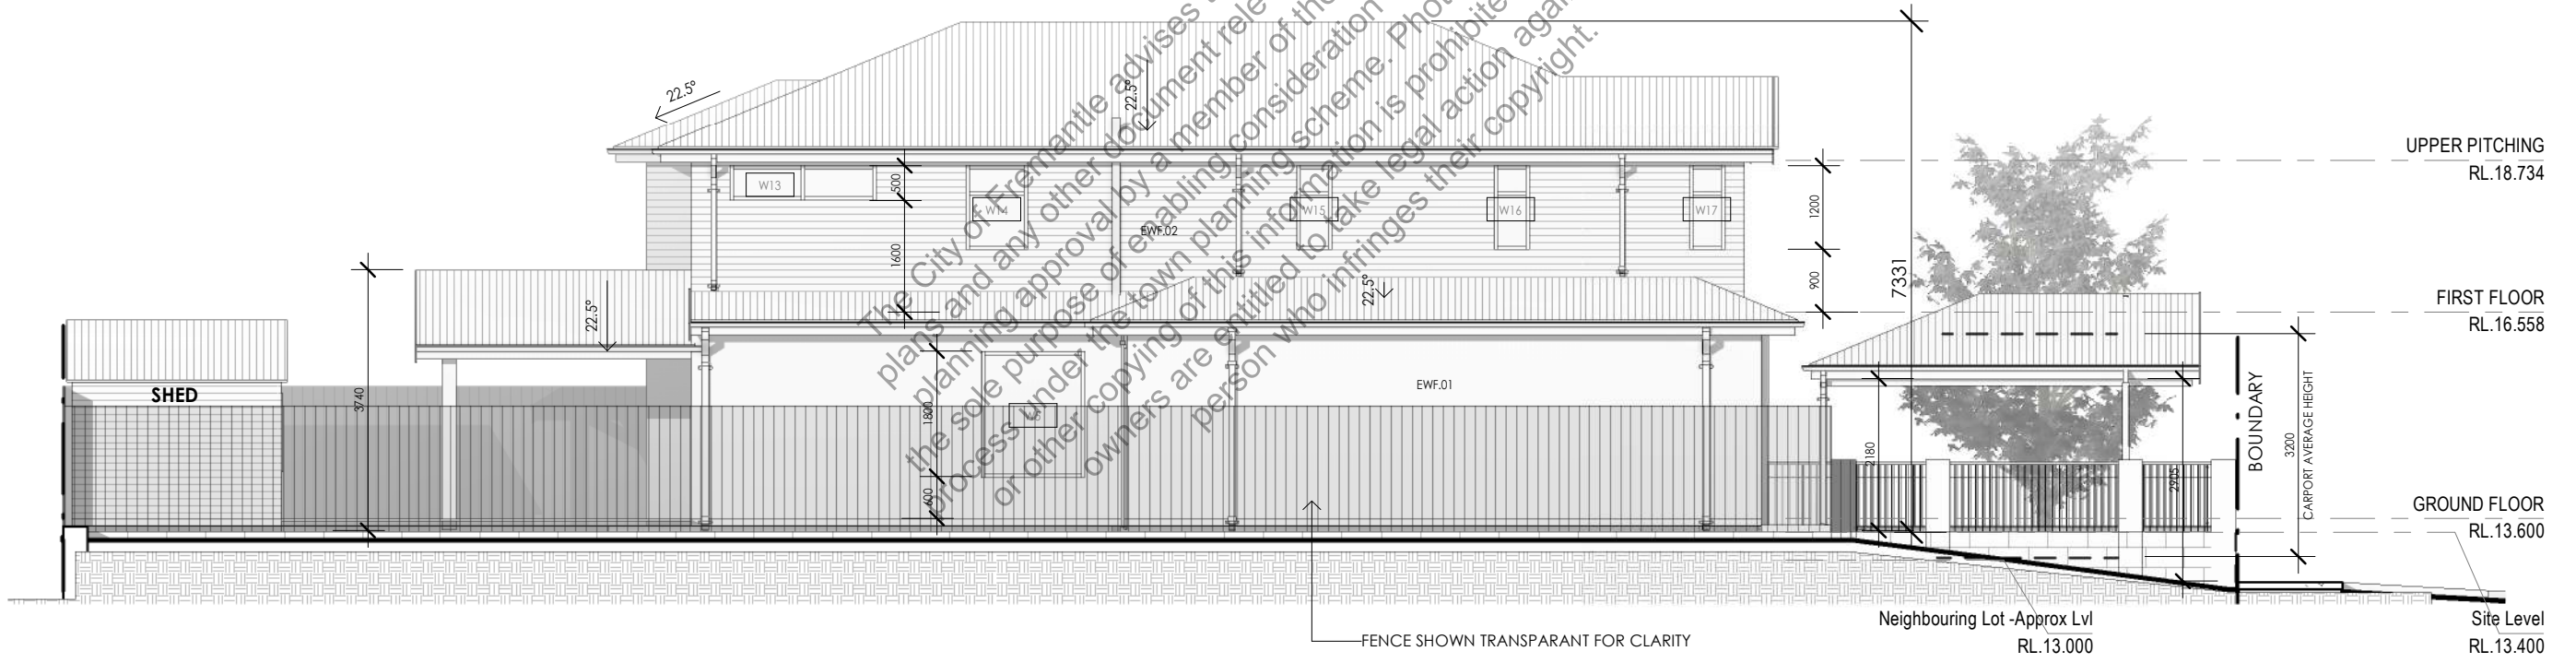 The City of Fremantle advises t
plans and any other document rele
planning approval by a member of the
the sole purpose of enabling consideration
process under the town planning scheme. Phot
or other copying of this information is prohibite
owners are entitled to take legal action agai
person who infringes their copyright.
22.5°
22.5°
UPPER PITCHING
RL.18.734
W13
500
W14
W15
W16
W17
1200
EWF.02
1600
900
7331
22.5°
22.5°
FIRST FLOOR
RL.16.558
SHED
3740
1800
W5
EWF.01
600
2180
2905
BOUNDARY
3200
CARPORT AVERAGE HEIGHT
GROUND FLOOR
RL.13.600
Neighbouring Lot -Approx Lvl
RL.13.000
Site Level
RL.13.400
FENCE SHOWN TRANSPARANT FOR CLARITY